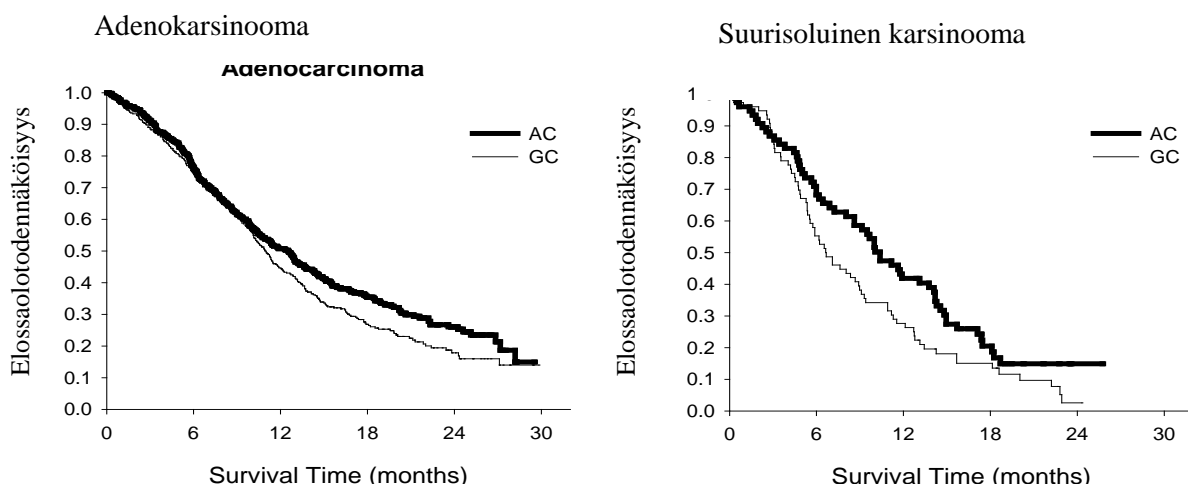 Adenokarsinooma
Adenocarcinoma
Elossaolotodennäköisyys
1.0
0.9
0.8
0.7
0.6
0.5
0.4
0.3
0.2
0.1
0.0
AC
GC
0 6 12 18 24 30
Survival Time (months)
Suurisoluinen karsinooma
Elossaolotodennäköisyys
1
0.9
0.8
0.7
0.6
0.5
0.4
0.3
0.2
0.1
0.0
AC
GC
0 6 12 18 24 30
Survival Time (months)